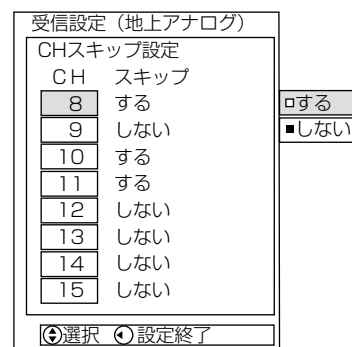 受信設定（地上アナログ）
CHスキップ設定
CH スキップ
8 する
9 しない
10 する
11 する
12 しない
13 しない
14 しない
15 しない
□する
■しない
選択 設定終了